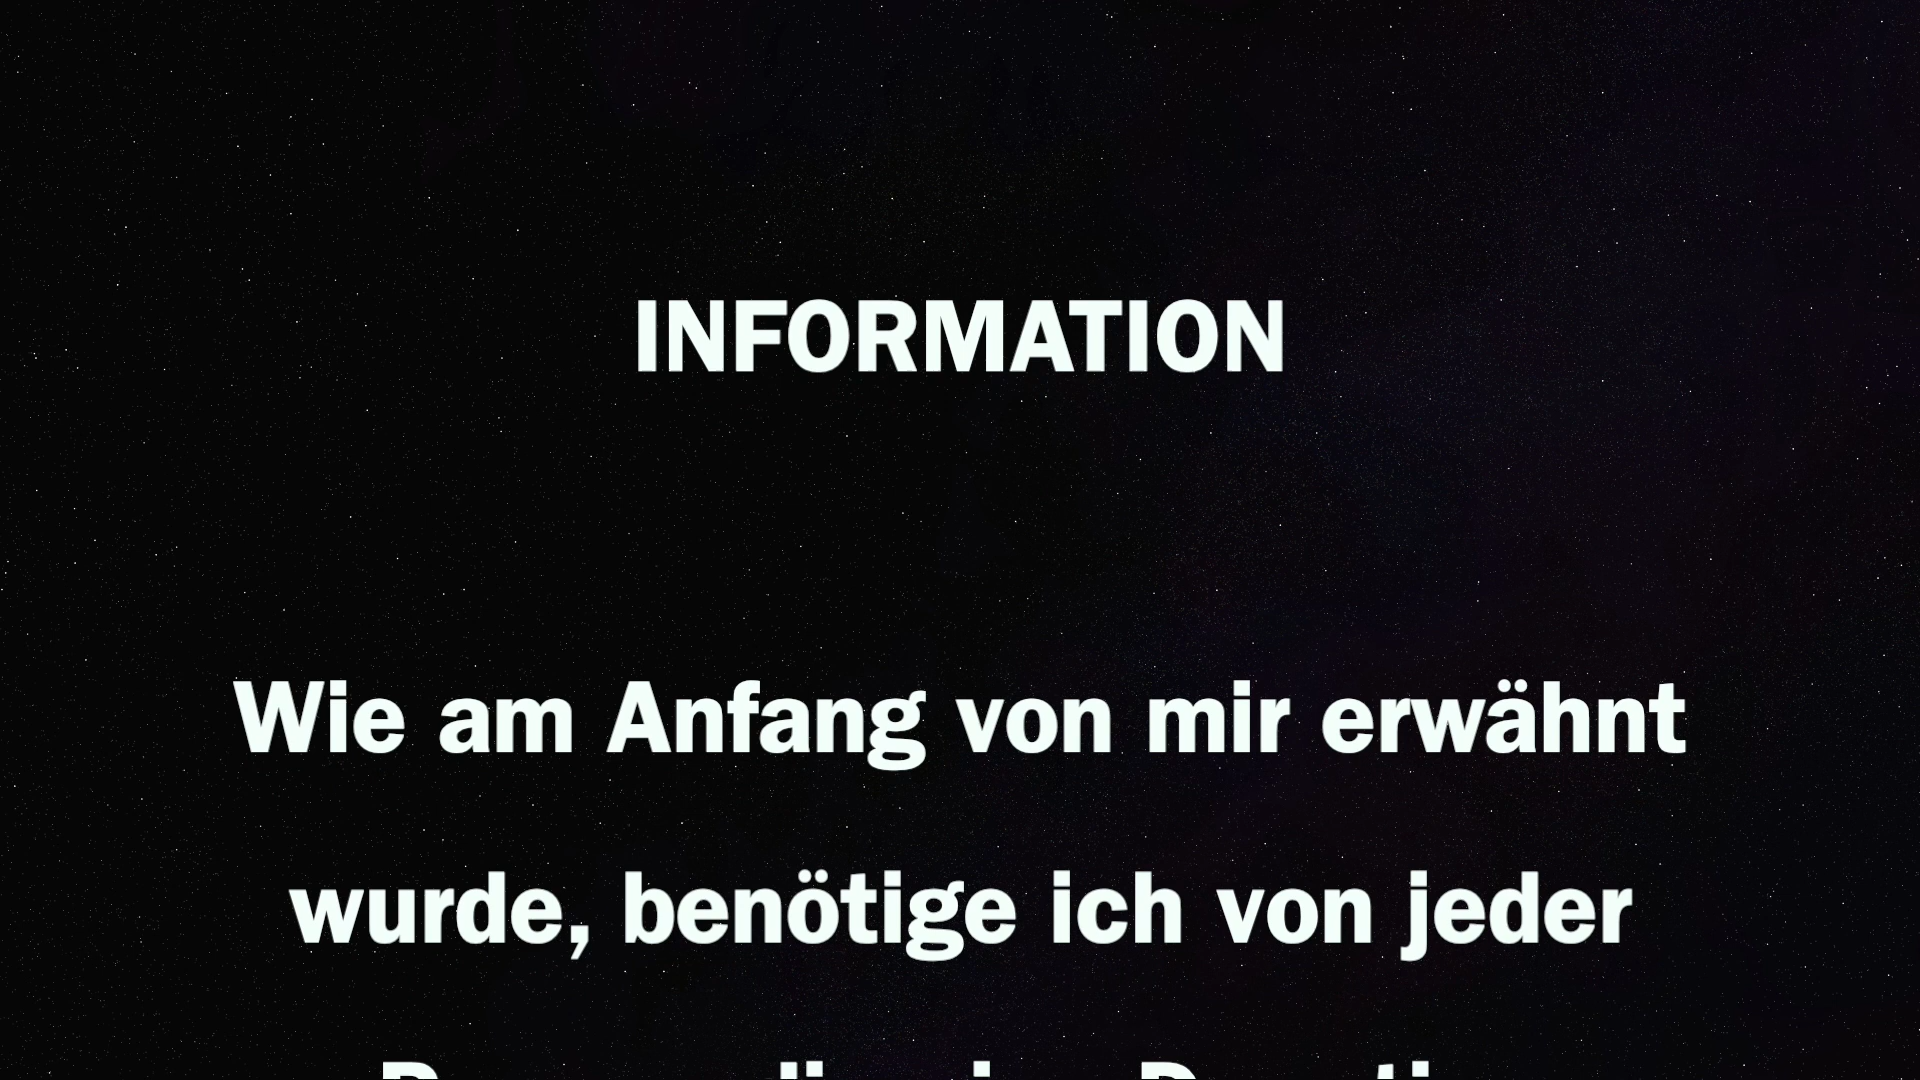 INFORMATION
Wie am Anfang von mir erwähnt
wurde, benötige ich von jeder